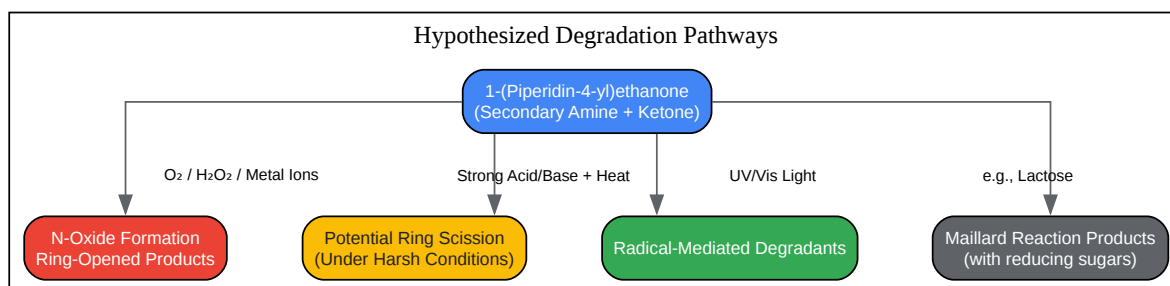 Hypothesized Degradation Pathways
1-(Piperidin-4-yl)ethanone
(Secondary Amine + Ketone)
O₂ / H₂O₂ / Metal Ions
Strong Acid/Base + Heat
UV/Vis Light
e.g., Lactose
N-Oxide Formation
Ring-Opened Products
Potential Ring Scission
(Under Harsh Conditions)
Radical-Mediated Degradants
Maillard Reaction Products
(with reducing sugars)